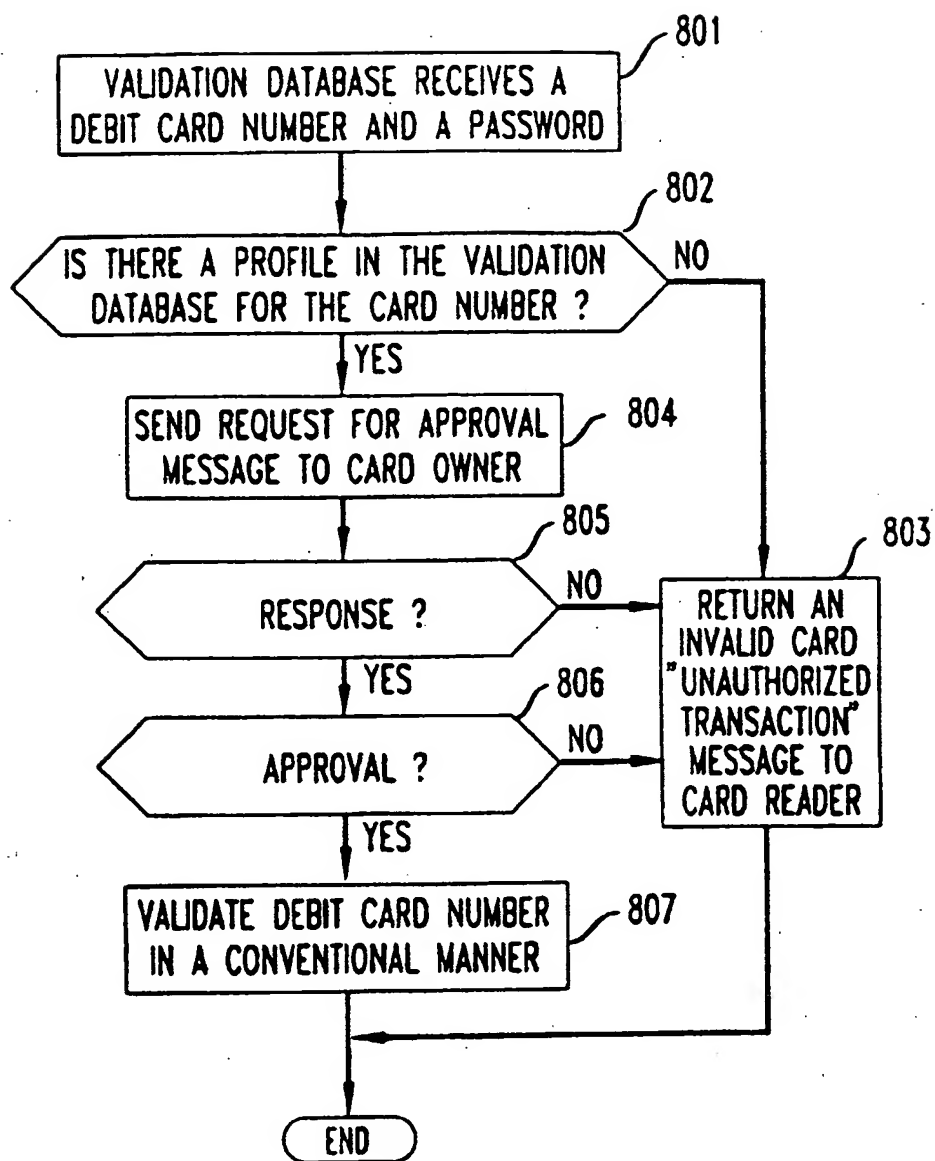 801
VALIDATION DATABASE RECEIVES A
DEBIT CARD NUMBER AND A PASSWORD
802
IS THERE A PROFILE IN THE VALIDATION
DATABASE FOR THE CARD NUMBER ?
NO
YES
SEND REQUEST FOR APPROVAL
MESSAGE TO CARD OWNER
804
805
RESPONSE ?
NO
YES
803
RETURN AN
INVALID CARD
"UNAUTHORIZED
TRANSACTION"
MESSAGE TO
CARD READER
806
APPROVAL ?
NO
YES
VALIDATE DEBIT CARD NUMBER
IN A CONVENTIONAL MANNER
807
END